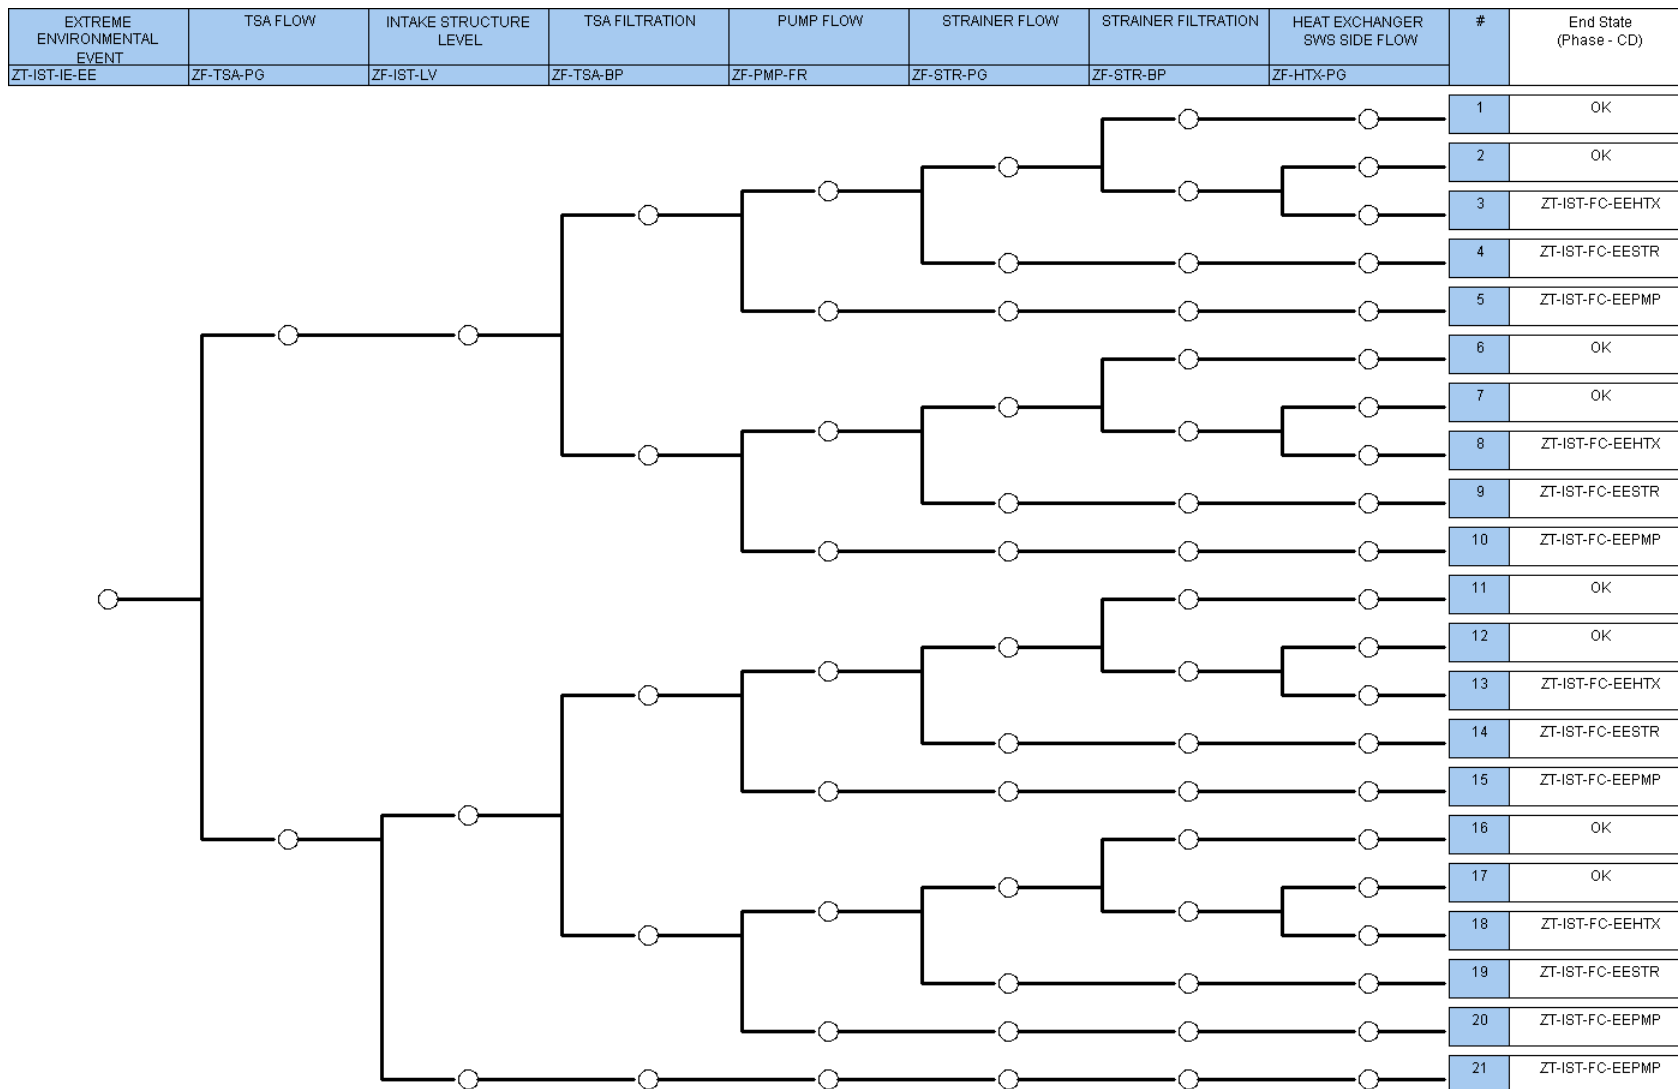 EXTREME
ENVIRONMENTAL
EVENT
TSA FLOW
INTAKE STRUCTURE
LEVEL
TSA FILTRATION
PUMP FLOW
STRAINER FLOW
STRAINER FILTRATION
HEAT EXCHANGER
SWS SIDE FLOW
#
End State
(Phase - CD)
ZT-IST-IE-EE
ZF-TSA-PG
ZF-IST-LV
ZF-TSA-BP
ZF-PMP-FR
ZF-STR-PG
ZF-STR-BP
ZF-HTX-PG
1 OK
2 OK
3 ZT-IST-FC-EEHTX
4 ZT-IST-FC-EESTR
5 ZT-IST-FC-EEPMP
6 OK
7 OK
8 ZT-IST-FC-EEHTX
9 ZT-IST-FC-EESTR
10 ZT-IST-FC-EEPMP
11 OK
12 OK
13 ZT-IST-FC-EEHTX
14 ZT-IST-FC-EESTR
15 ZT-IST-FC-EEPMP
16 OK
17 OK
18 ZT-IST-FC-EEHTX
19 ZT-IST-FC-EESTR
20 ZT-IST-FC-EEPMP
21 ZT-IST-FC-EEPMP